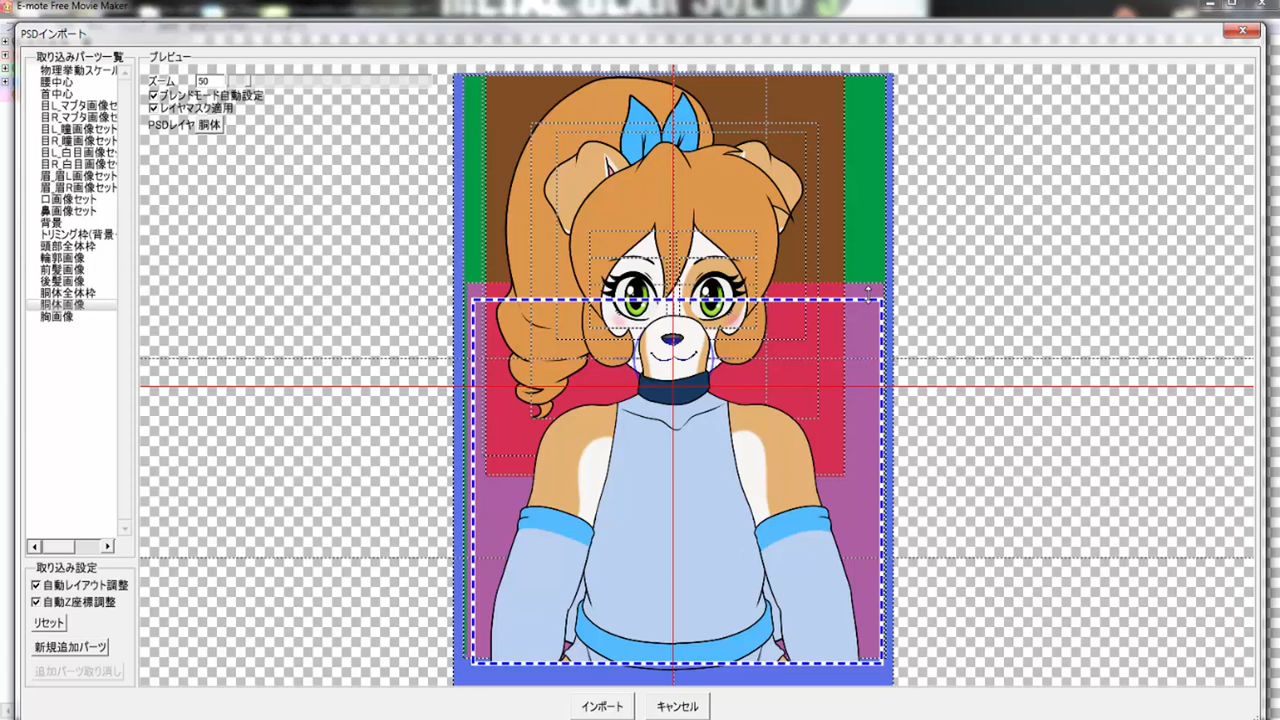 E-mote Free Movie Maker
METAL GEAR SOLID
PSDインポート
取り込みパーツ一覧
物理挙動スケール
腰中心
首中心
目L_マブタ画像セ
目R_マブタ画像セ
目L_瞳画像セット
目R_瞳画像セット
目L_白目画像セ
目R_白目画像セ
眉_眉L画像セット
眉_眉R画像セット
口画像セット
鼻画像セット
背景
トリミング枠(背景・
頭部全体枠
輪郭画像
前髪画像
後髪画像
胴体全体枠
胴体画像
胸画像
取り込み設定
自動レイアウト調整
自動Z座標調整
リセット
新規追加パーツ
追加パーツ取り消し
プレビュー
ズーム 50
ブレンドモード自動設定
レイヤマスク適用
PSDレイヤ 胴体
インポート
キャンセル